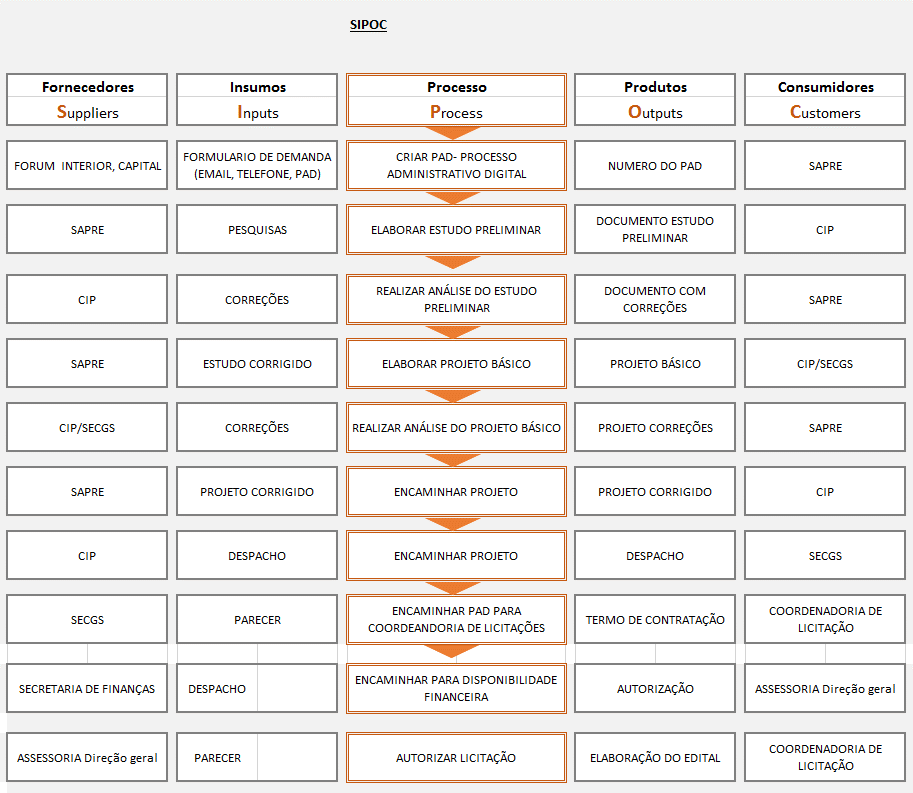 SIPOC
Fornecedores
Suppliers
Insumos
Inputs
Processo
Process
Produtos
Outputs
Consumidores
Customers
FORUM INTERIOR, CAPITAL
FORMULARIO DE DEMANDA
(EMAIL, TELEFONE, PAD)
CRIAR PAD- PROCESSO
ADMINISTRATIVO DIGITAL
NUMERO DO PAD
SAPRE
SAPRE
PESQUISAS
ELABORAR ESTUDO PRELIMINAR
DOCUMENTO ESTUDO
PRELIMINAR
CIP
CIP
CORREÇÕES
REALIZAR ANÁLISE DO ESTUDO
PRELIMINAR
DOCUMENTO COM
CORREÇÕES
SAPRE
SAPRE
ESTUDO CORRIGIDO
ELABORAR PROJETO BÁSICO
PROJETO BÁSICO
CIP/SECGS
CIP/SECGS
CORREÇÕES
REALIZAR ANÁLISE DO PROJETO BÁSICO
PROJETO CORREÇÕES
SAPRE
SAPRE
PROJETO CORRIGIDO
ENCAMINHAR PROJETO
PROJETO CORRIGIDO
CIP
CIP
DESPACHO
ENCAMINHAR PROJETO
DESPACHO
SECGS
SECGS
PARECER
ENCAMINHAR PAD PARA
COORDEANDORIA DE LICITAÇÕES
TERMO DE CONTRATAÇÃO
COORDENADORIA DE
LICITAÇÃO
SECRETARIA DE FINANÇAS
DESPACHO
ENCAMINHAR PARA DISPONIBILIDADE
FINANCEIRA
AUTORIZAÇÃO
ASSESSORIA Direção geral
ASSESSORIA Direção geral
PARECER
AUTORIZAR LICITAÇÃO
ELABORAÇÃO DO EDITAL
COORDENADORIA DE
LICITAÇÃO